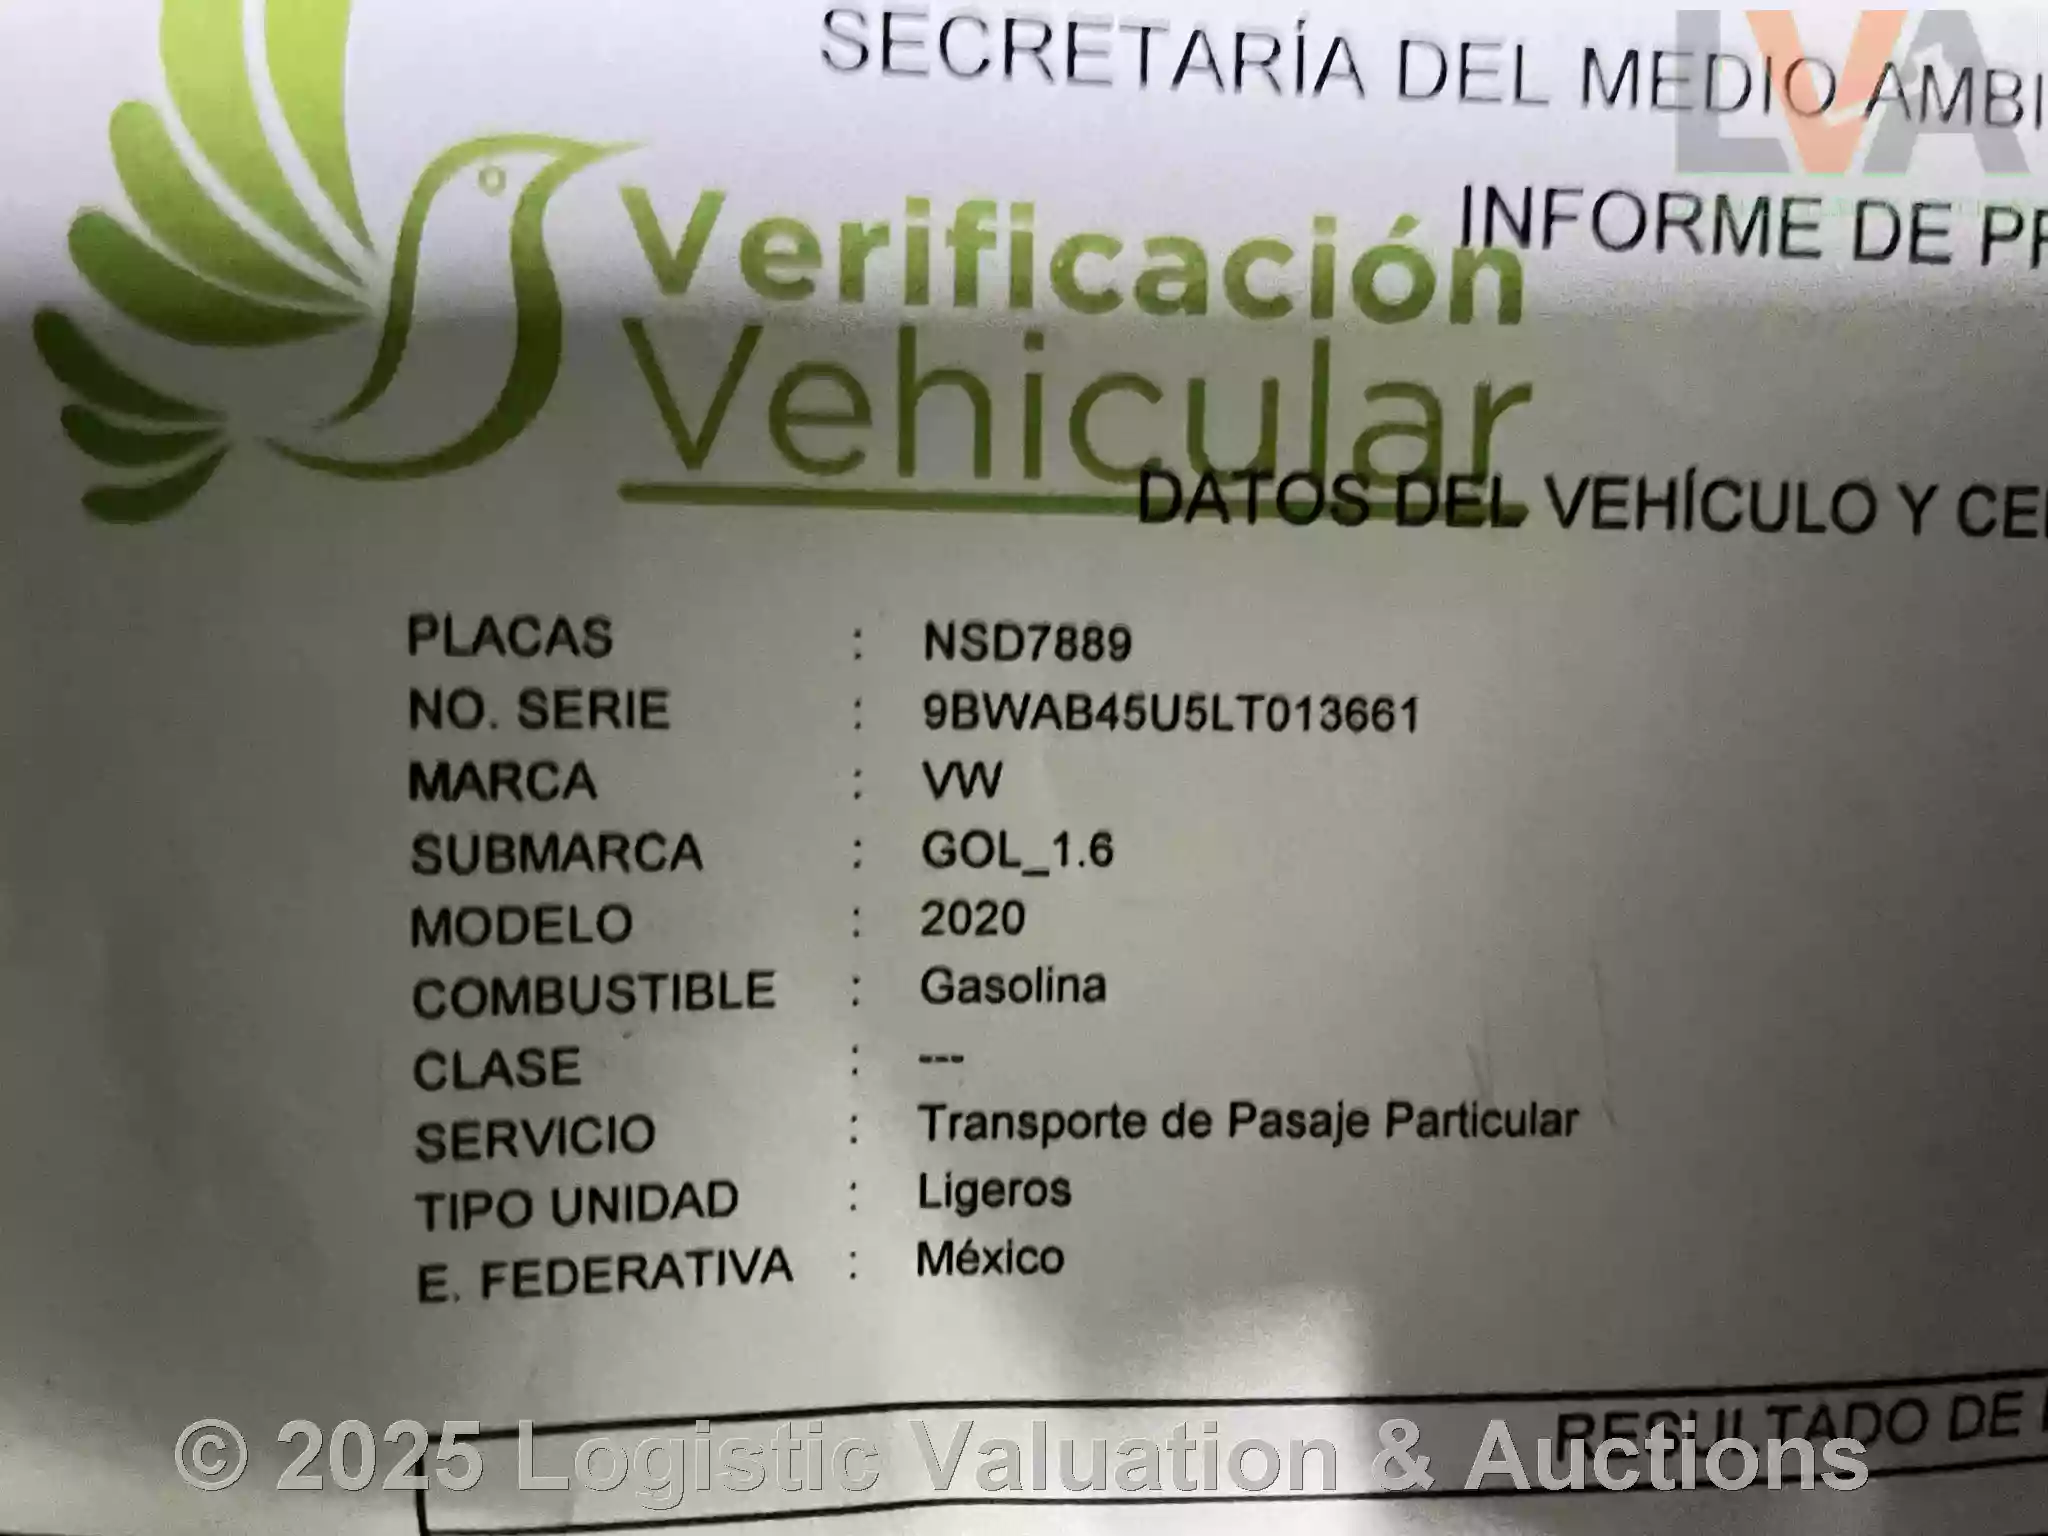 SECRETARÍA DEL MEDIO AMBI
LVA
INFORME DE PR
Verificación
Vehicular
DATOS DEL VEHÍCULO Y CE
PLACAS : NSD7889
NO. SERIE : 9BWAB45U5LT013661
MARCA : VW
SUBMARCA : GOL_1.6
MODELO : 2020
COMBUSTIBLE : Gasolina
CLASE : ---
SERVICIO : Transporte de Pasaje Particular
TIPO UNIDAD : Ligeros
E. FEDERATIVA : México
RESULTADO DE
© 2025 Logistic Valuation & Auctions